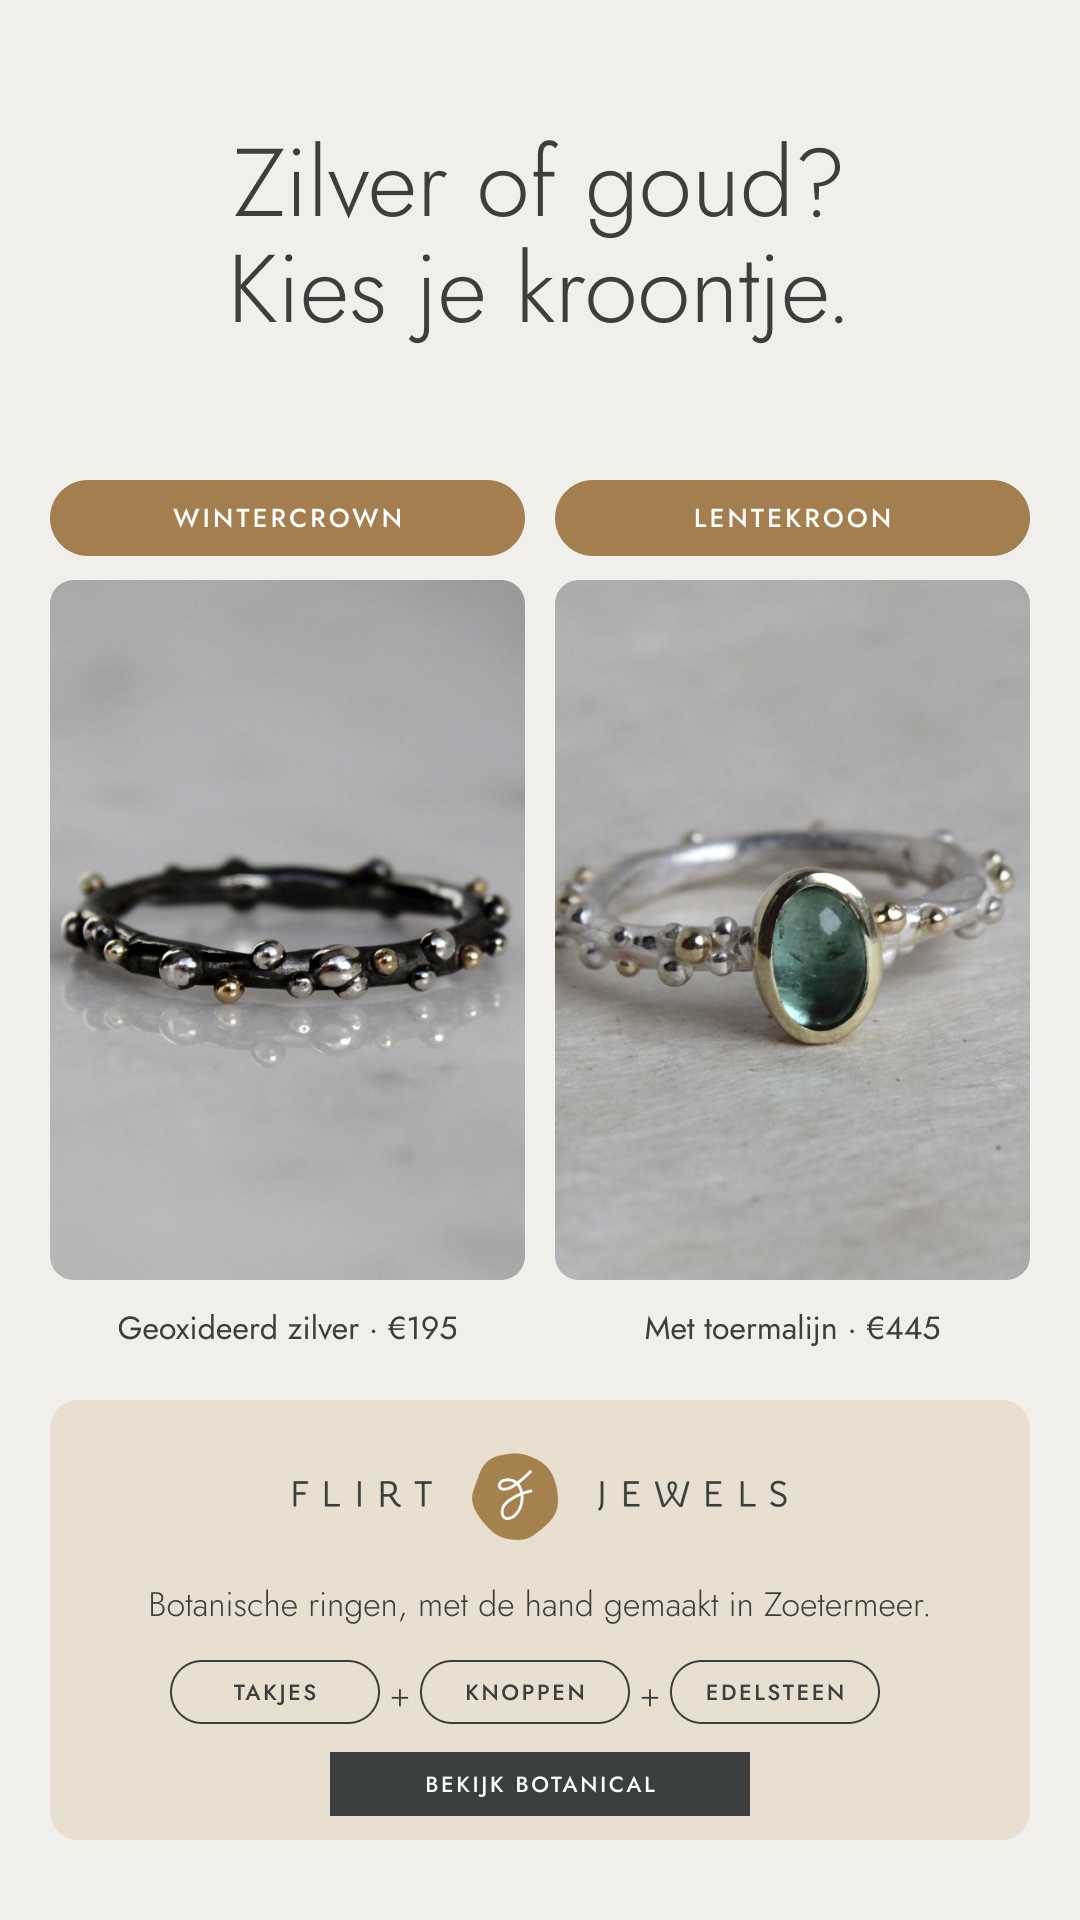 Zilver of goud?
Kies je kroontje.
WINTERCROWN
LENTEKROON
Geoxideerd zilver · €195
Met toermalijn · €445
FLIRT JEWELS
Botanische ringen, met de hand gemaakt in Zoetermeer.
TAKJES + KNOPPEN + EDELSTEEN
BEKIJK BOTANICAL